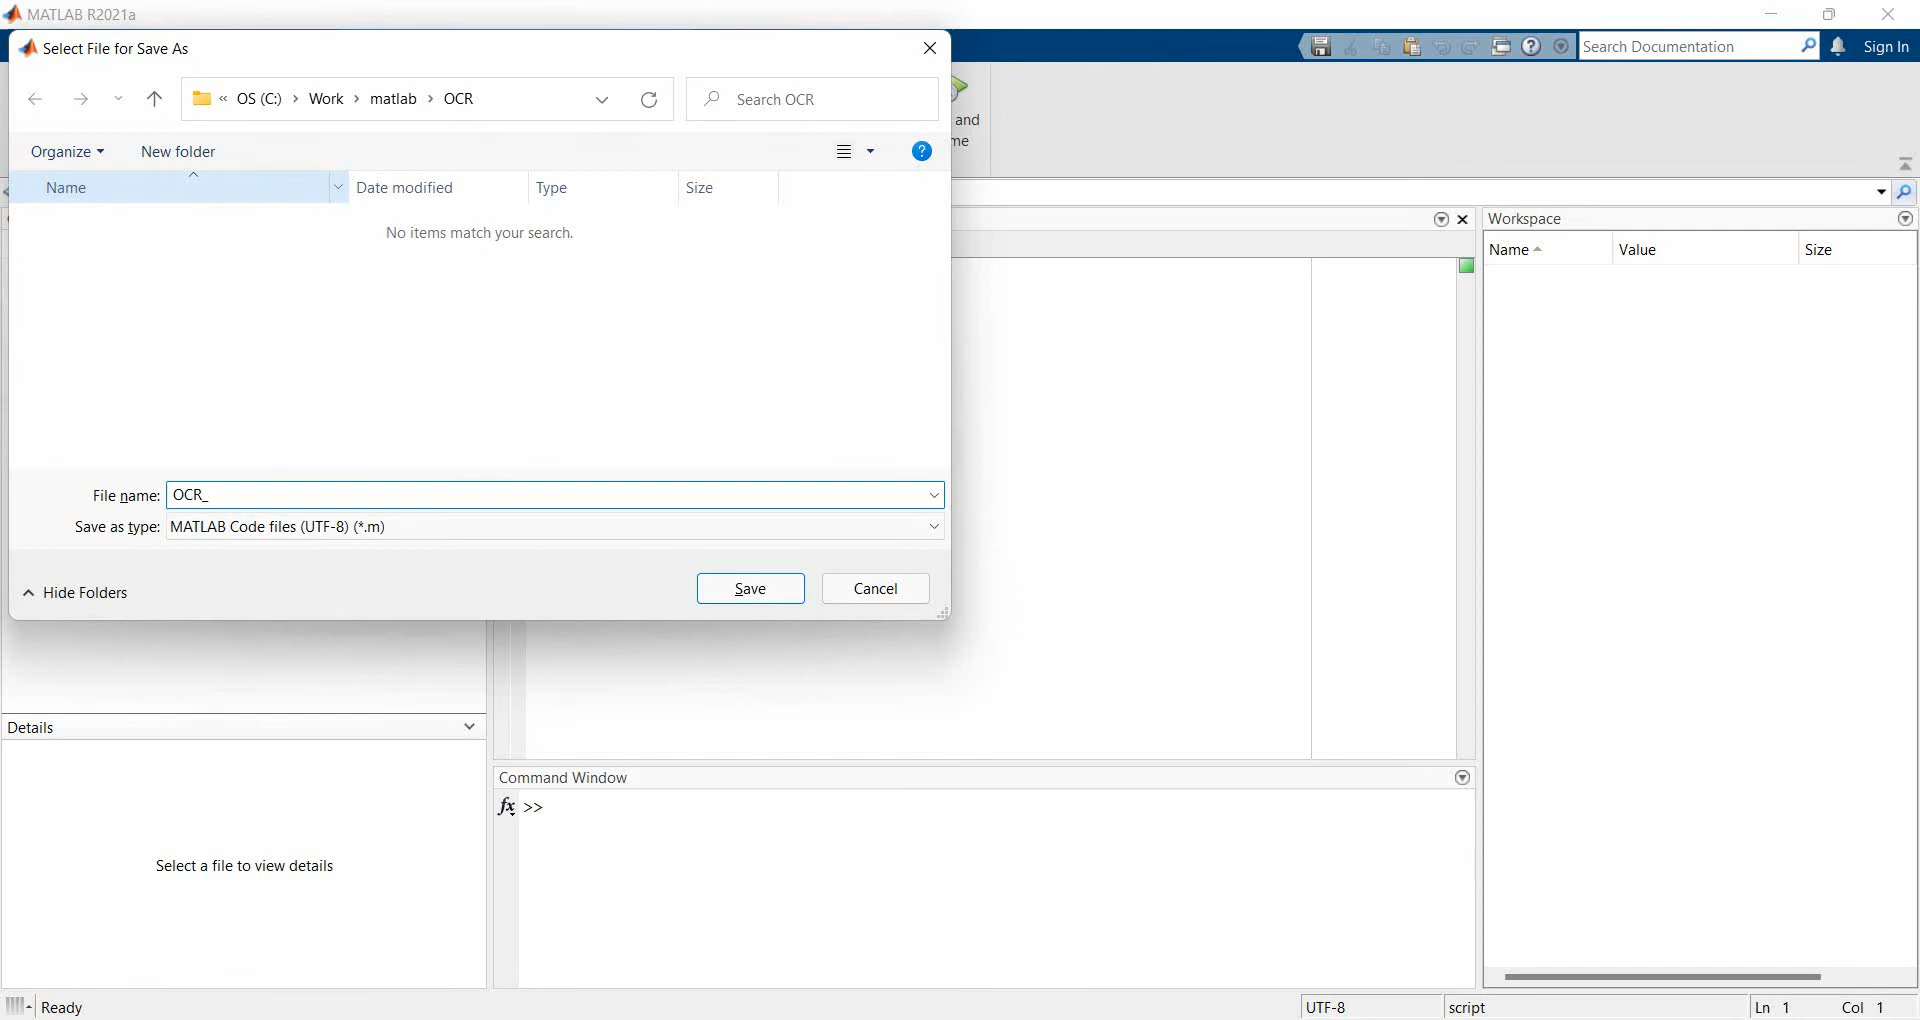 MATLAB R2021a
Select File for Save As
Search Documentation
Sign In
« OS (C:) > Work > matlab > OCR
Search OCR
and
me
Organize
New folder
Name
Date modified
Type
Size
No items match your search.
Workspace
Name
Value
Size
File name: OCR_
Save as type: MATLAB Code files (UTF-8) (*.m)
Hide Folders
Save
Cancel
Details
Select a file to view details
Command Window
fx >>
Ready
UTF-8
script
Ln 1
Col 1